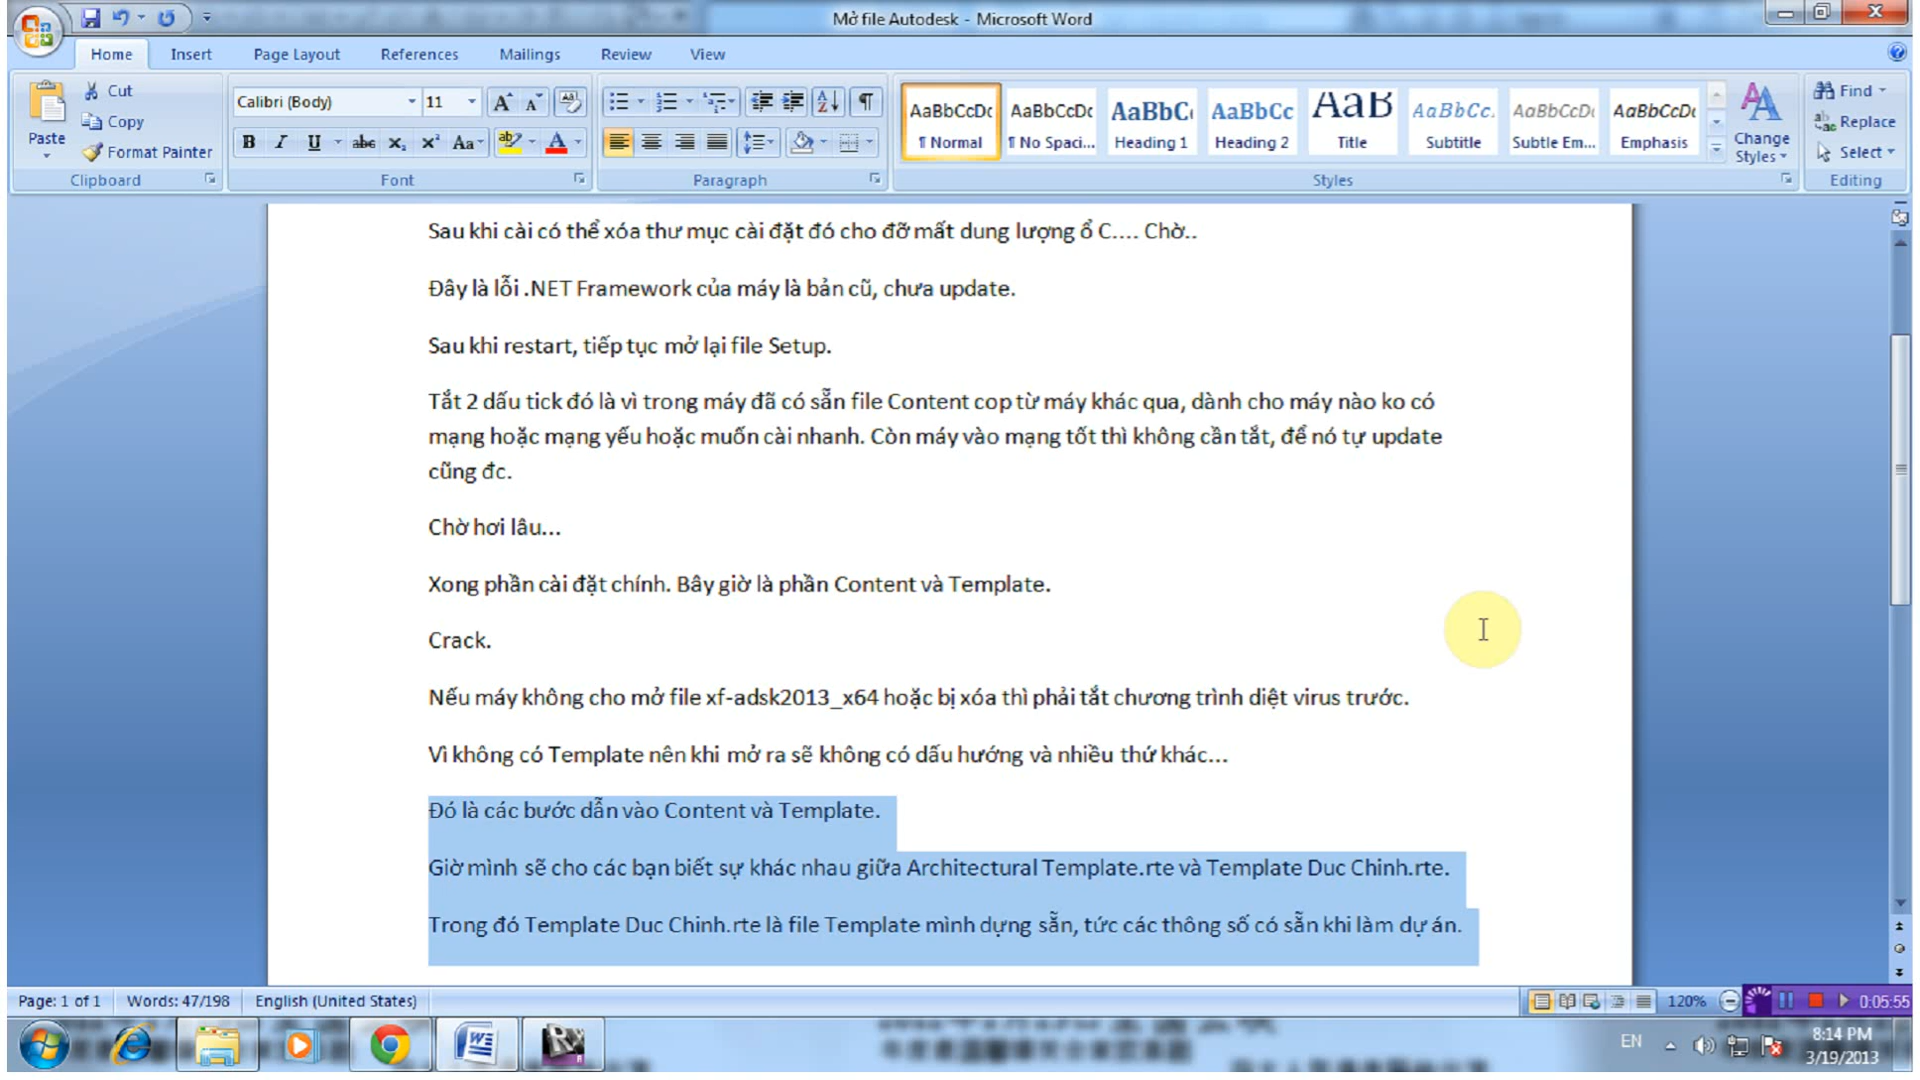 Mở file Autodesk - Microsoft Word
Home Insert Page Layout References Mailings Review View
Cut
Copy
Format Painter
Paste
Clipboard
Calibri (Body) 11
Font
Paragraph
AaBbCcDc AaBbCcDc AaBbC AaBbCc AaB AaBbCc. AaBbCcDc AaBbCcDc
¶ Normal ¶ No Spaci... Heading 1 Heading 2 Title Subtitle Subtle Em... Emphasis
Change Styles
Styles
Find
Replace
Select
Editing
Sau khi cài có thể xóa thư mục cài đặt đó cho đỡ mất dung lượng ổ C.... Chờ..
Đây là lỗi .NET Framework của máy là bản cũ, chưa update.
Sau khi restart, tiếp tục mở lại file Setup.
Tắt 2 dấu tick đó là vì trong máy đã có sẵn file Content cop từ máy khác qua, dành cho máy nào ko có
mạng hoặc mạng yếu hoặc muốn cài nhanh. Còn máy vào mạng tốt thì không cần tắt, để nó tự update
cũng đc.
Chờ hơi lâu...
Xong phần cài đặt chính. Bây giờ là phần Content và Template.
Crack.
Nếu máy không cho mở file xf-adsk2013_x64 hoặc bị xóa thì phải tắt chương trình diệt virus trước.
Vì không có Template nên khi mở ra sẽ không có dấu hướng và nhiều thứ khác...
Đó là các bước dẫn vào Content và Template.
Giờ mình sẽ cho các bạn biết sự khác nhau giữa Architectural Template.rte và Template Duc Chinh.rte.
Trong đó Template Duc Chinh.rte là file Template mình dựng sẵn, tức các thông số có sẵn khi làm dự án.
Page: 1 of 1 Words: 47/198 English (United States) 120% 0:05:55
EN 8:14 PM
3/19/2013